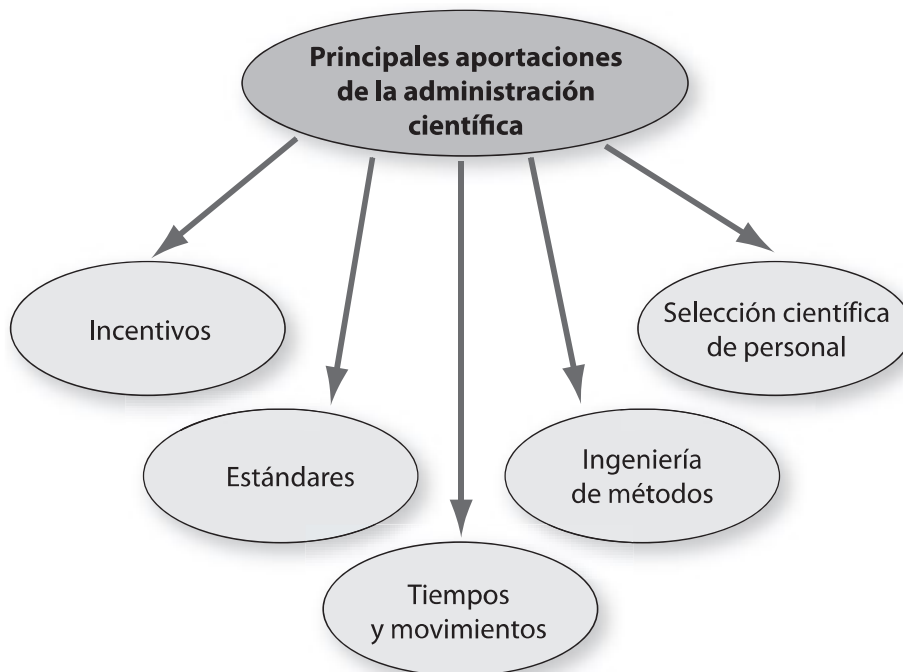 Principales aportaciones
de la administración
científica
Incentivos
Selección científica
de personal
Estándares
Ingeniería
de métodos
Tiempos
y movimientos